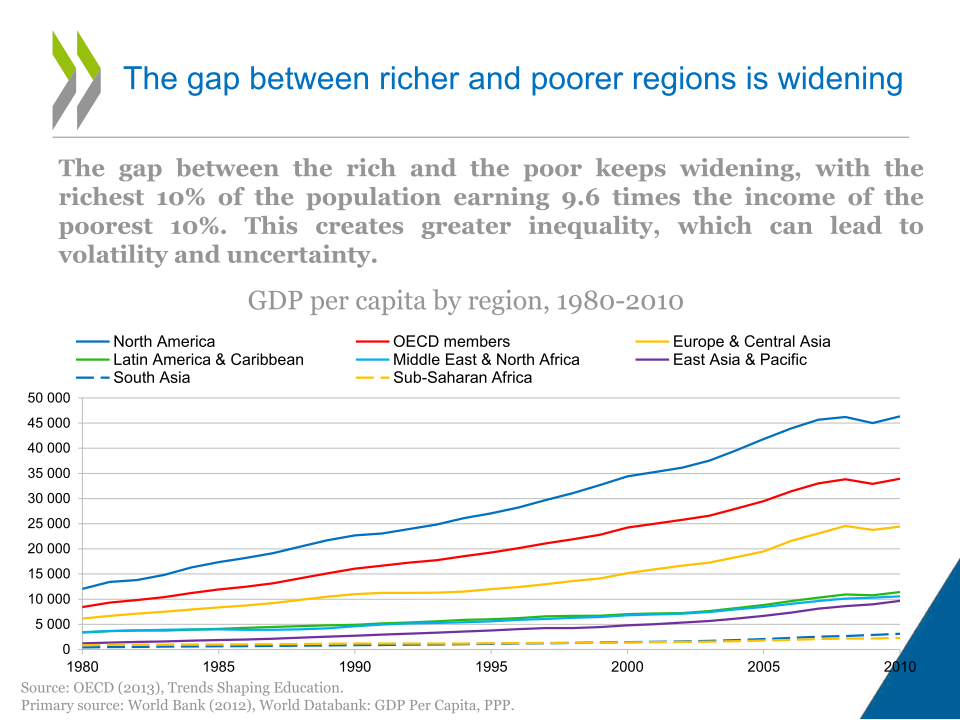 The gap between richer and poorer regions is widening
The gap between the rich and the poor keeps widening, with the
richest 10% of the population earning 9.6 times the income of the
poorest 10%. This creates greater inequality, which can lead to
volatility and uncertainty.
GDP per capita by region, 1980-2010
North America OECD members Europe & Central Asia
Latin America & Caribbean Middle East & North Africa East Asia & Pacific
South Asia Sub-Saharan Africa
50 000
45 000
40 000
35 000
30 000
25 000
20 000
15 000
10 000
5 000
0
1980 1985 1990 1995 2000 2005 2010
Source: OECD (2013), Trends Shaping Education.
Primary source: World Bank (2012), World Databank: GDP Per Capita, PPP.